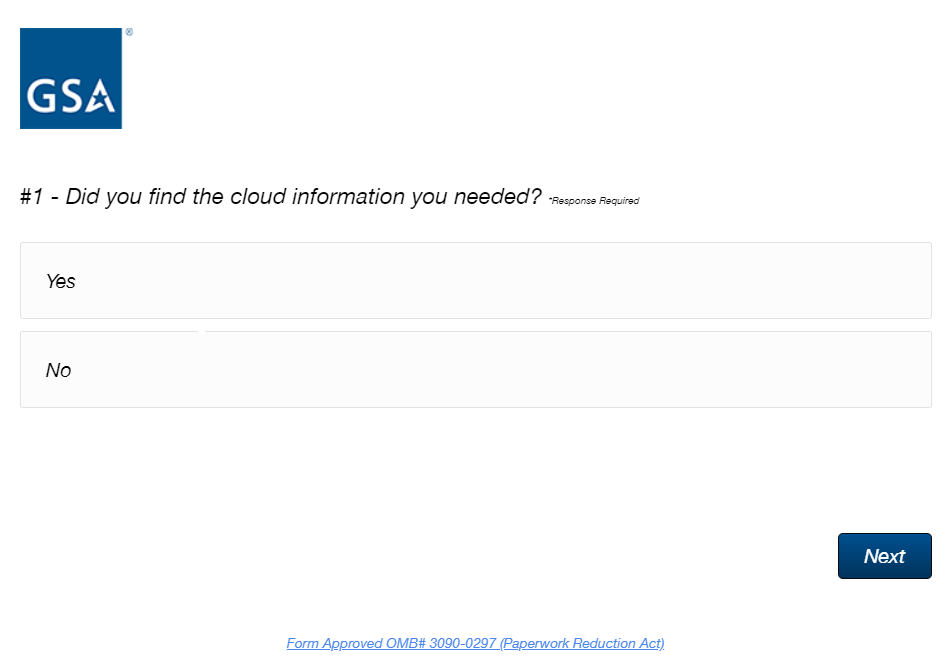 GSA®
#1 - Did you find the cloud information you needed? *Response Required
Yes
No
Next
Form Approved OMB# 3090-0297 (Paperwork Reduction Act)